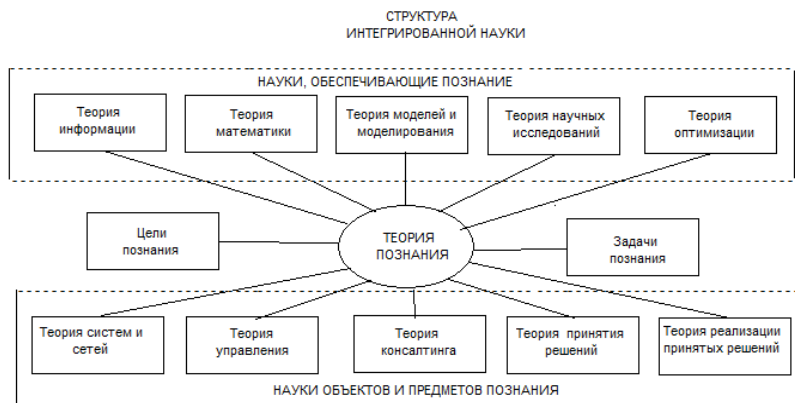 СТРУКТУРА
ИНТЕГРИРОВАННОЙ НАУКИ
НАУКИ, ОБЕСПЕЧИВАЮЩИЕ ПОЗНАНИЕ
Теория
информации
Теория
математики
Теория моделей и
моделирования
Теория научных
исследований
Теория
оптимизации
Цели
познания
ТЕОРИЯ
ПОЗНАНИЯ
Задачи
познания
Теория систем и
сетей
Теория
управления
Теория
консалтинга
Теория принятия
решений
Теория реализации
принятых решений
НАУКИ ОБЪЕКТОВ И ПРЕДМЕТОВ ПОЗНАНИЯ